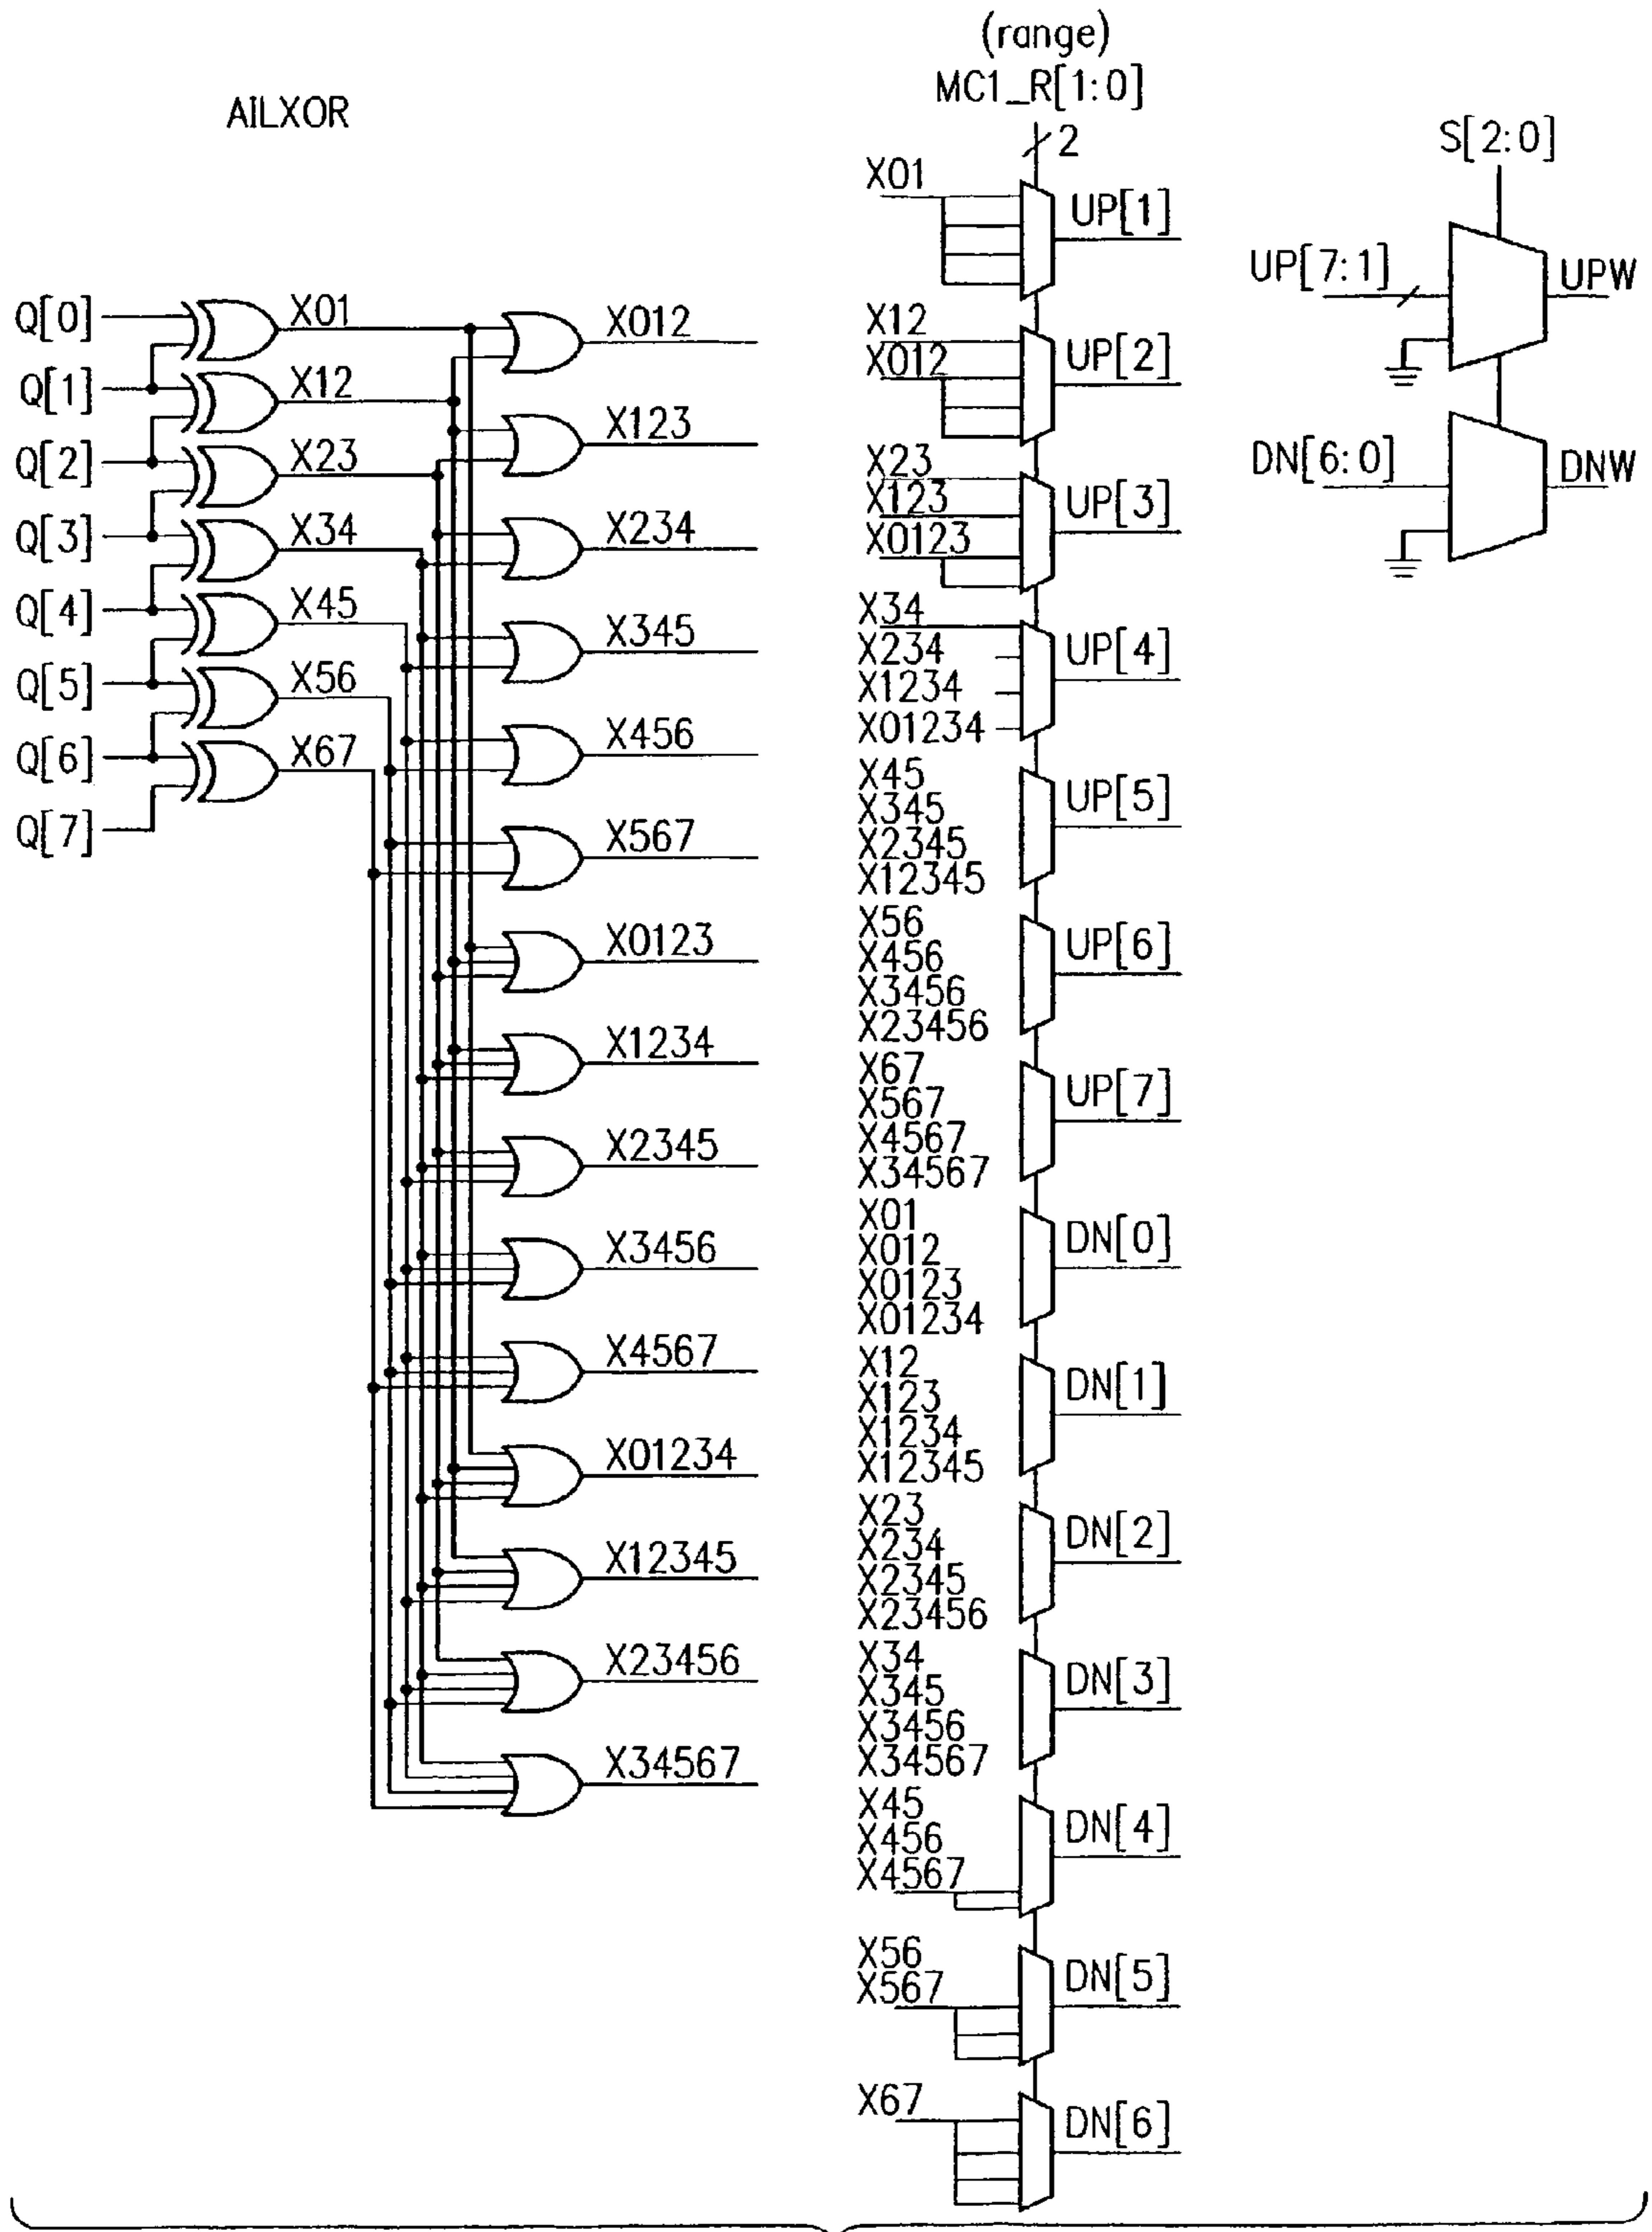 AILXOR
Q[0]
Q[1]
Q[2]
Q[3]
Q[4]
Q[5]
Q[6]
Q[7]
X01
X12
X23
X34
X45
X56
X67
X012
X123
X234
X345
X456
X567
X0123
X1234
X2345
X3456
X4567
X01234
X12345
X23456
X34567
(range)
MC1_R[1:0]
2
X01
UP[1]
X12
X012
UP[2]
X23
X123
X0123
UP[3]
X34
X234
X1234
X01234
UP[4]
X45
X345
X2345
X12345
UP[5]
X56
X456
X3456
X23456
UP[6]
X67
X567
X4567
X34567
UP[7]
X01
X012
X0123
X01234
DN[0]
X12
X123
X1234
X12345
DN[1]
X23
X234
X2345
X23456
DN[2]
X34
X345
X3456
X34567
DN[3]
X45
X456
X4567
DN[4]
X56
X567
DN[5]
X67
DN[6]
S[2:0]
UP[7:1]
UPW
DN[6:0]
DNW